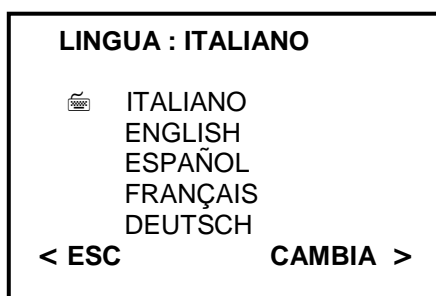 LINGUA : ITALIANO
ITALIANO
ENGLISH
ESPAÑOL
FRANÇAIS
DEUTSCH
< ESC CAMBIA >